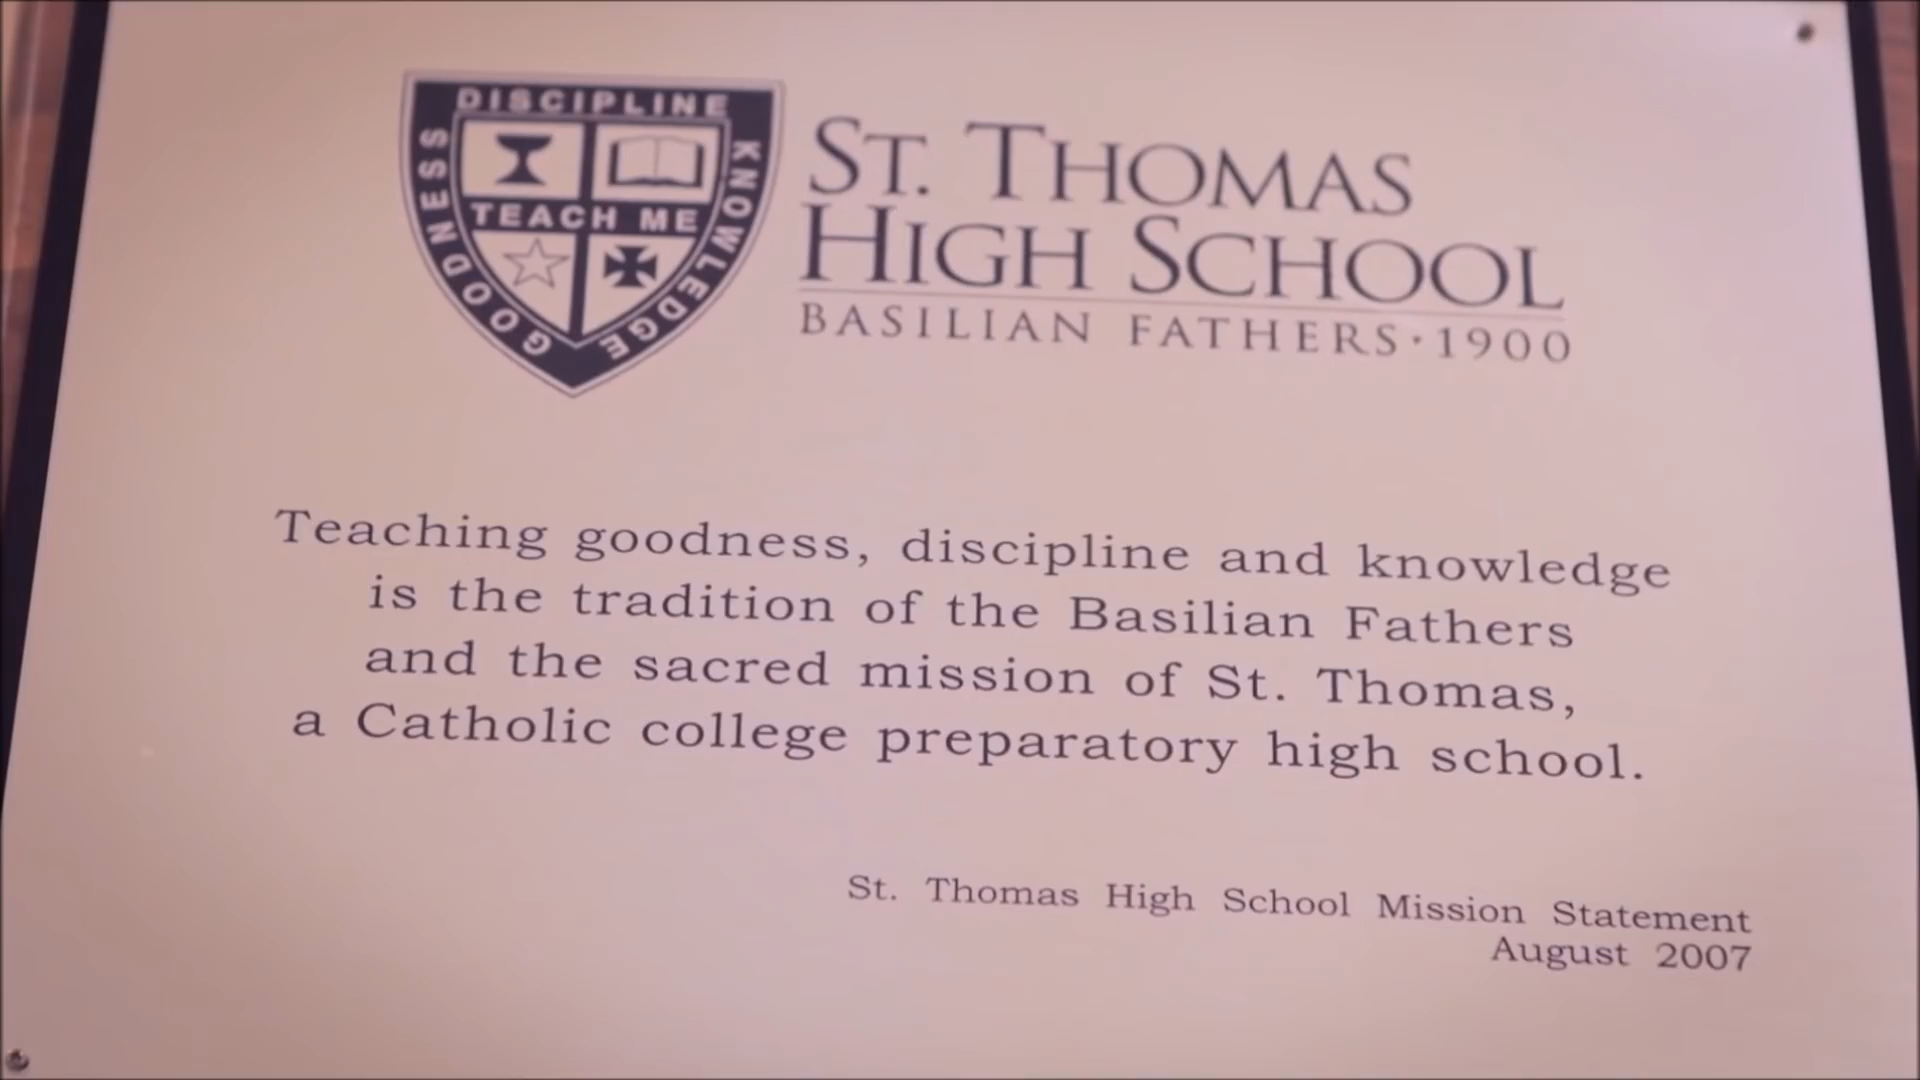 DISCIPLINE
GOODNESS
KNOWLEDGE
TEACH ME
ST. THOMAS
HIGH SCHOOL
BASILIAN FATHERS·1900
Teaching goodness, discipline and knowledge
is the tradition of the Basilian Fathers
and the sacred mission of St. Thomas,
a Catholic college preparatory high school.
St. Thomas High School Mission Statement
August 2007